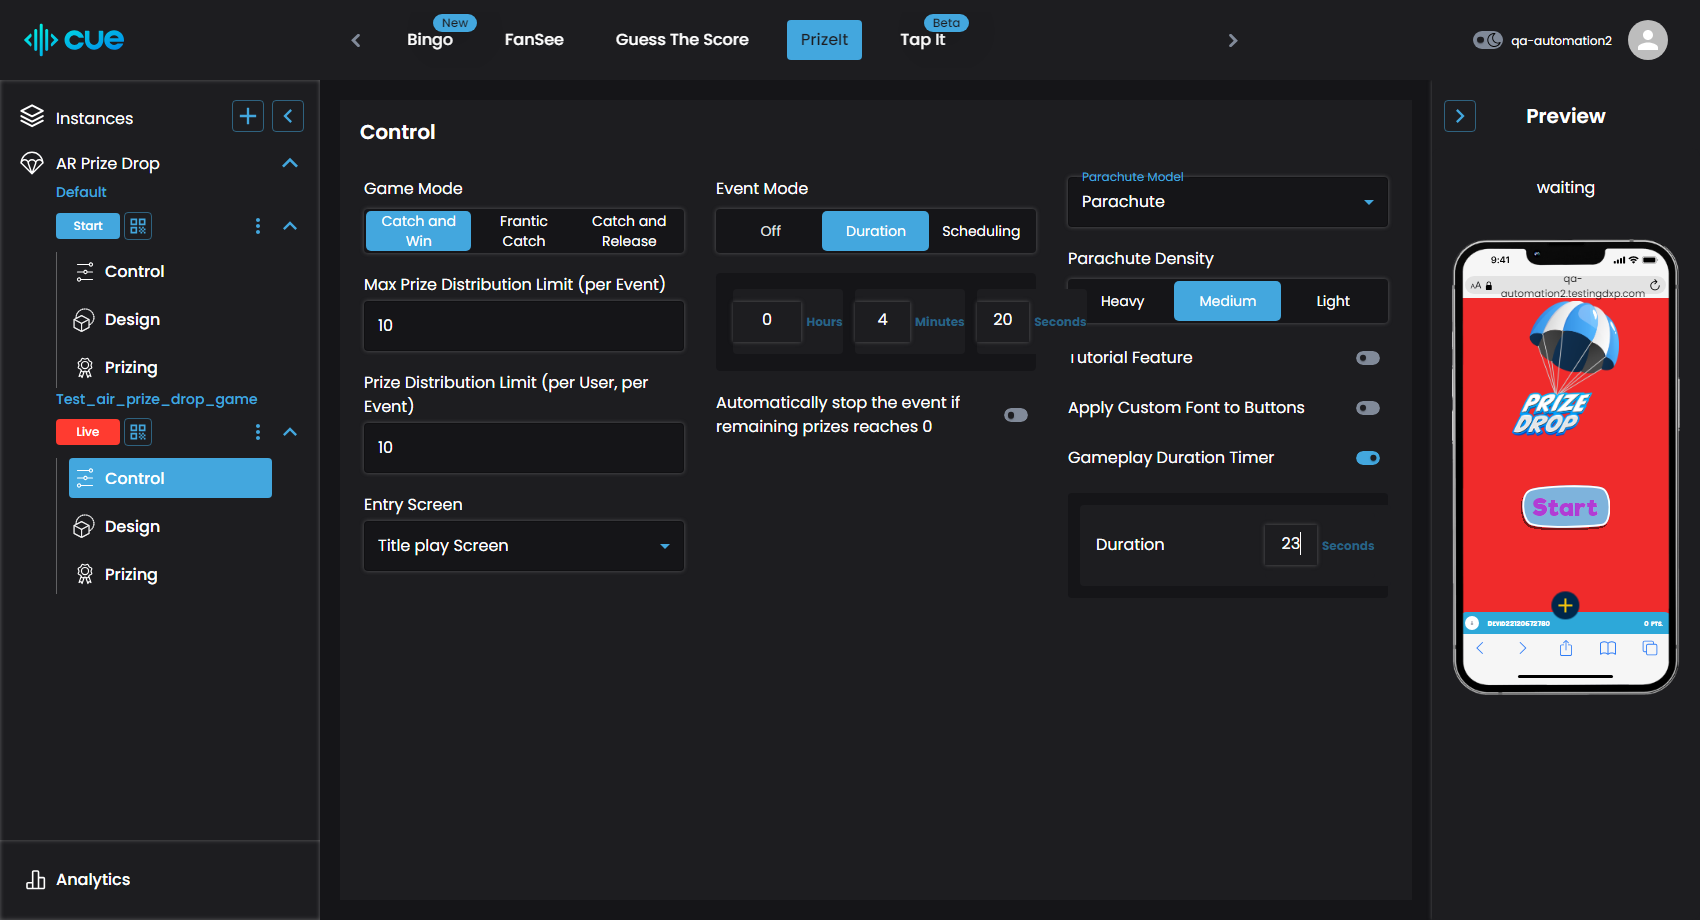 cue
New
Bingo
FanSee
Guess The Score
PrizeIt
Beta
Tap It
qa-automation2
Instances
AR Prize Drop
Default
Start
Control
Design
Prizing
Test_air_prize_drop_game
Live
Control
Design
Prizing
Analytics
Control
Game Mode
Catch and Win
Frantic Catch
Catch and Release
Max Prize Distribution Limit (per Event)
10
Prize Distribution Limit (per User, per
Event)
10
Entry Screen
Title play Screen
Event Mode
Off
Duration
Scheduling
0 Hours 4 Minutes 20 Seconds
Automatically stop the event if
remaining prizes reaches 0
Parachute Model
Parachute
Parachute Density
Heavy
Medium
Light
Tutorial Feature
Apply Custom Font to Buttons
Gameplay Duration Timer
Duration 23 Seconds
Preview
waiting
9:41
AA
qa-
automation2.testingdxp.com
PRIZE
DROP
Start
0 PTS.